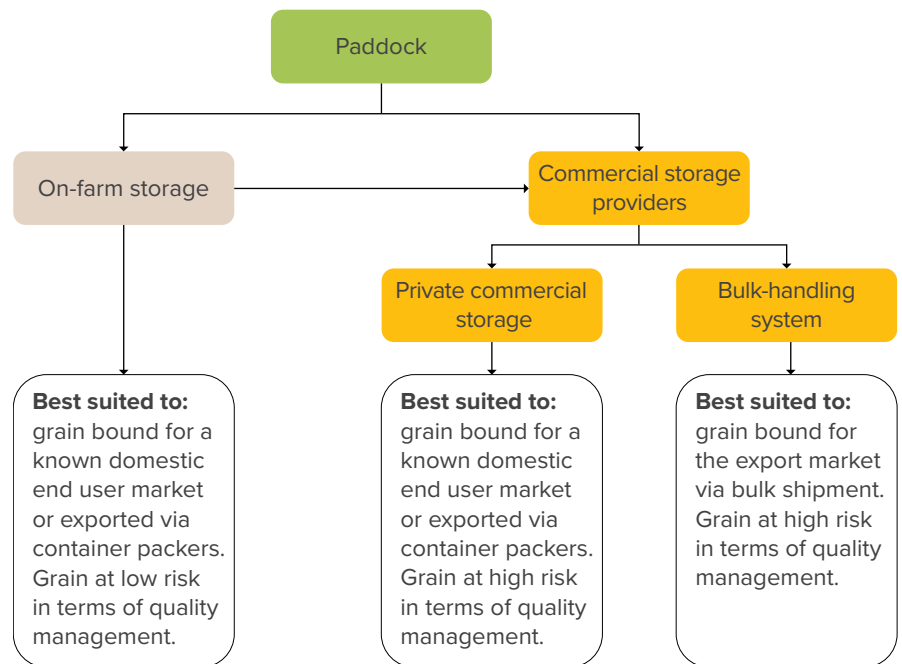 Paddock
On-farm storage
Commercial storage
providers
Private commercial
storage
Bulk-handling
system
Best suited to:
grain bound for a
known domestic
end user market
or exported via
container packers.
Grain at low risk
in terms of quality
management.
Best suited to:
grain bound for a
known domestic
end user market
or exported via
container packers.
Grain at high risk
in terms of quality
management.
Best suited to:
grain bound for
the export market
via bulk shipment.
Grain at high risk
in terms of quality
management.